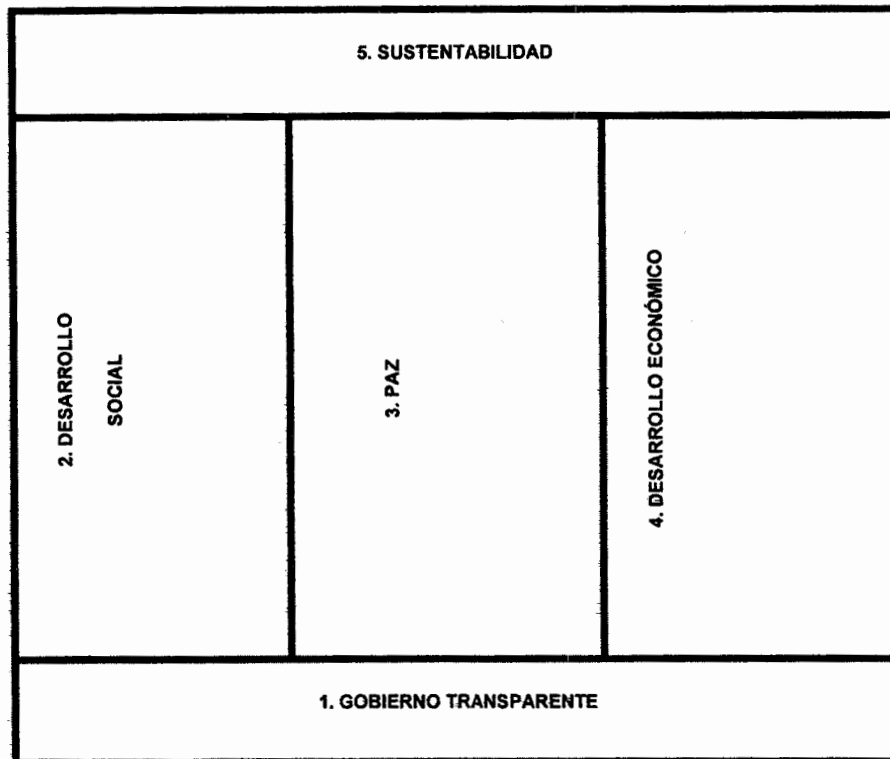 5. SUSTENTABILIDAD
2. DESARROLLO
SOCIAL
3. PAZ
4. DESARROLLO ECONÓMICO
1. GOBIERNO TRANSPARENTE